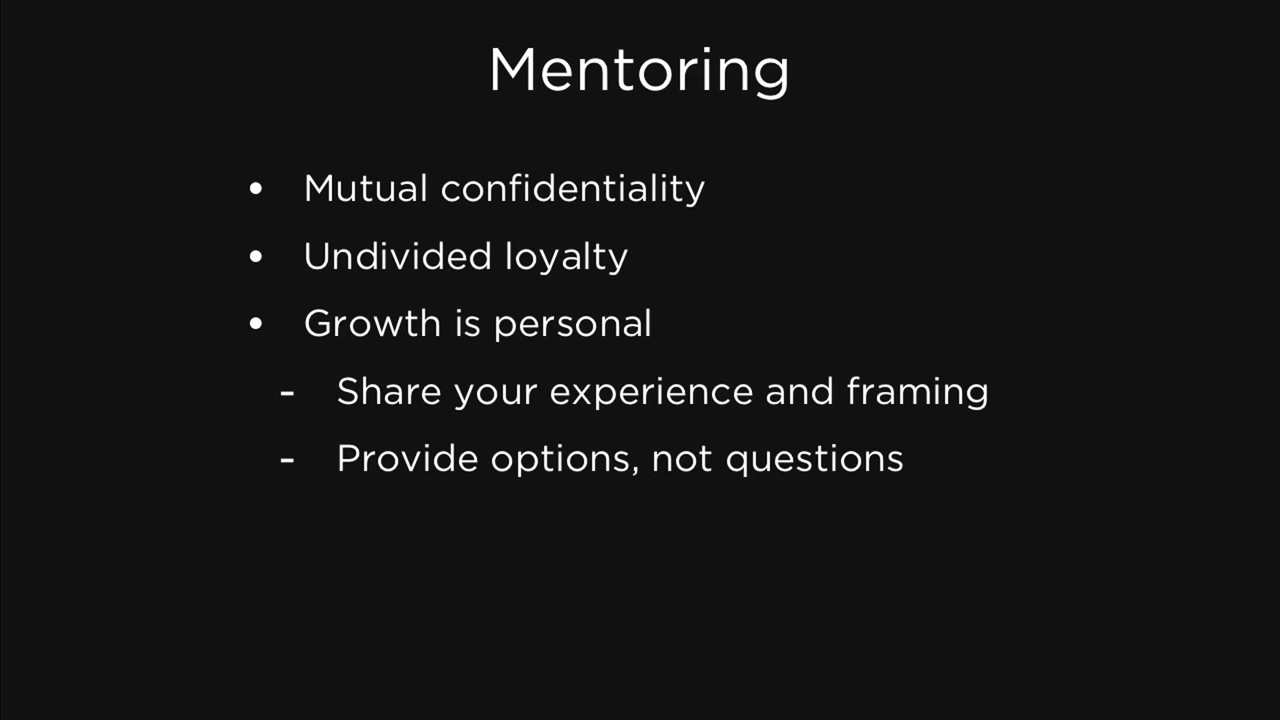 Mentoring
• Mutual confidentiality
• Undivided loyalty
• Growth is personal
- Share your experience and framing
- Provide options, not questions